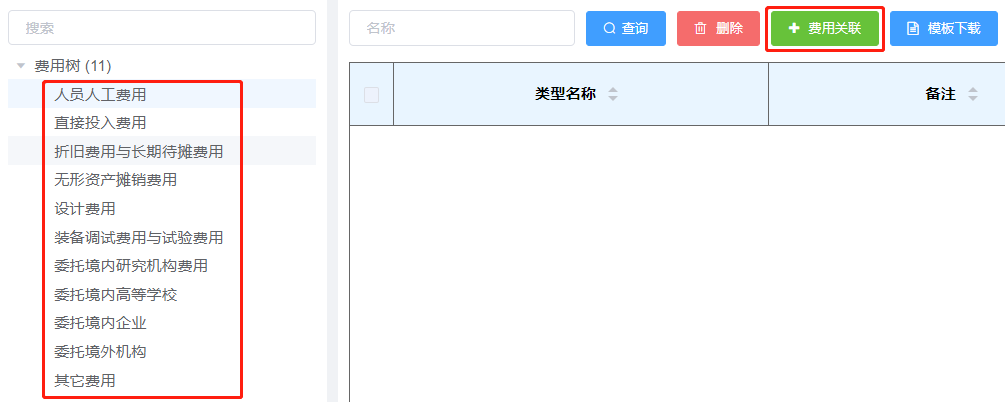 搜索
费用树 (11)
人员人工费用
直接投入费用
折旧费用与长期待摊费用
无形资产摊销费用
设计费用
装备调试费用与试验费用
委托境内研究机构费用
委托境内高等学校
委托境内企业
委托境外机构
其它费用
名称 查询 删除 费用关联 模板下载
类型名称 备注